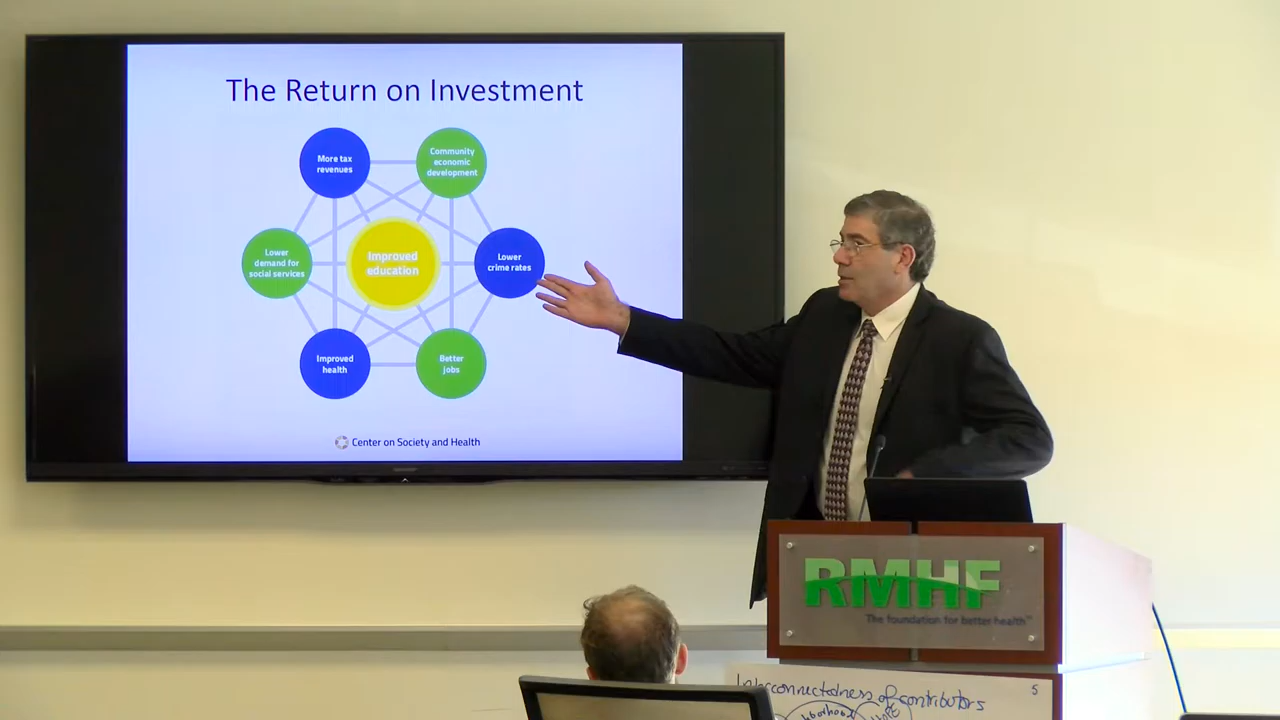 The Return on Investment
More tax
revenues
Community
economic
development
Lower
demand for
social services
Improved
education
Lower
crime rates
Improved
health
Better
jobs
Center on Society and Health
RMHF
The foundation for better health™
Interconnectedness of contributors
5